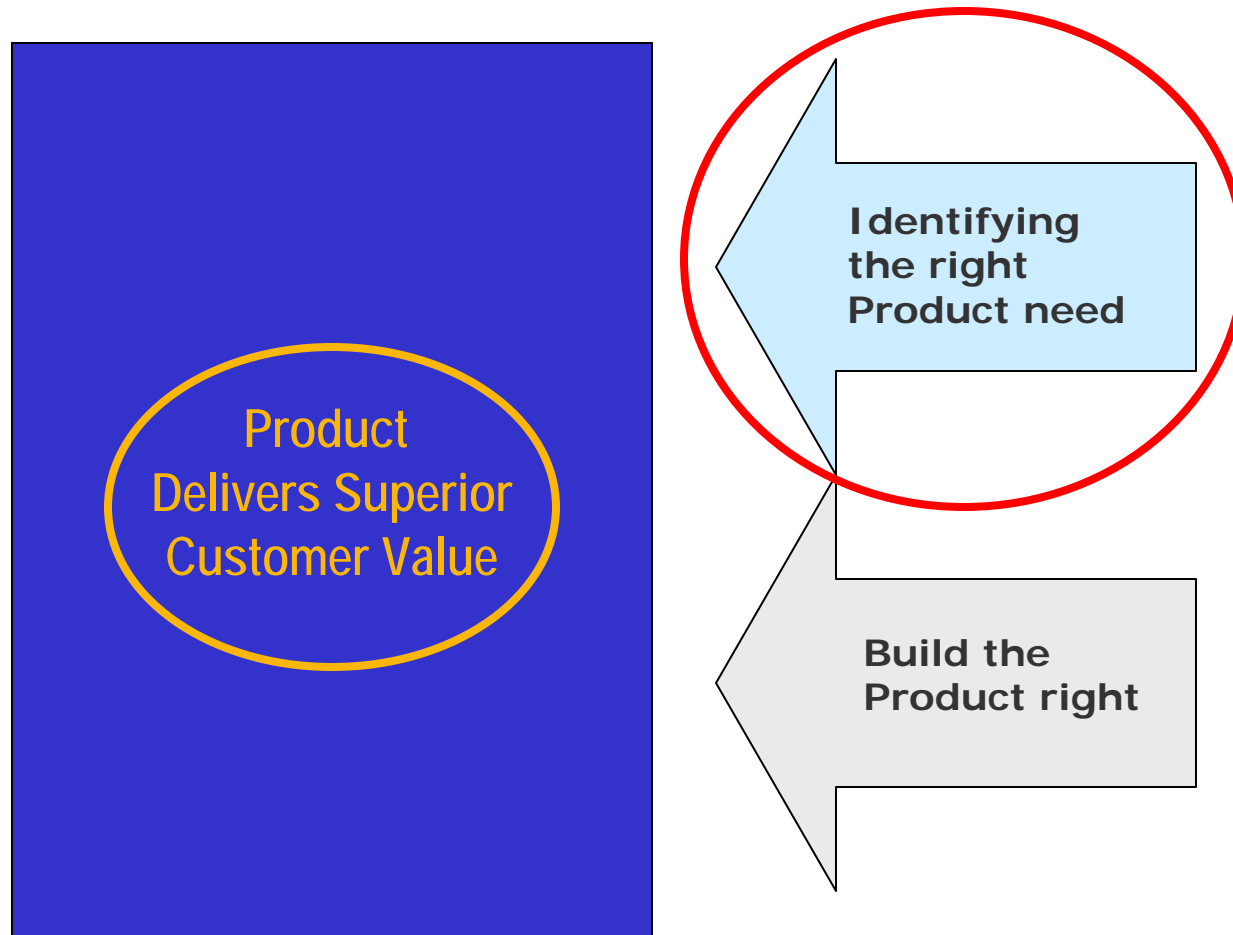 Product
Delivers Superior
Customer Value
Identifying
the right
Product need
Build the
Product right